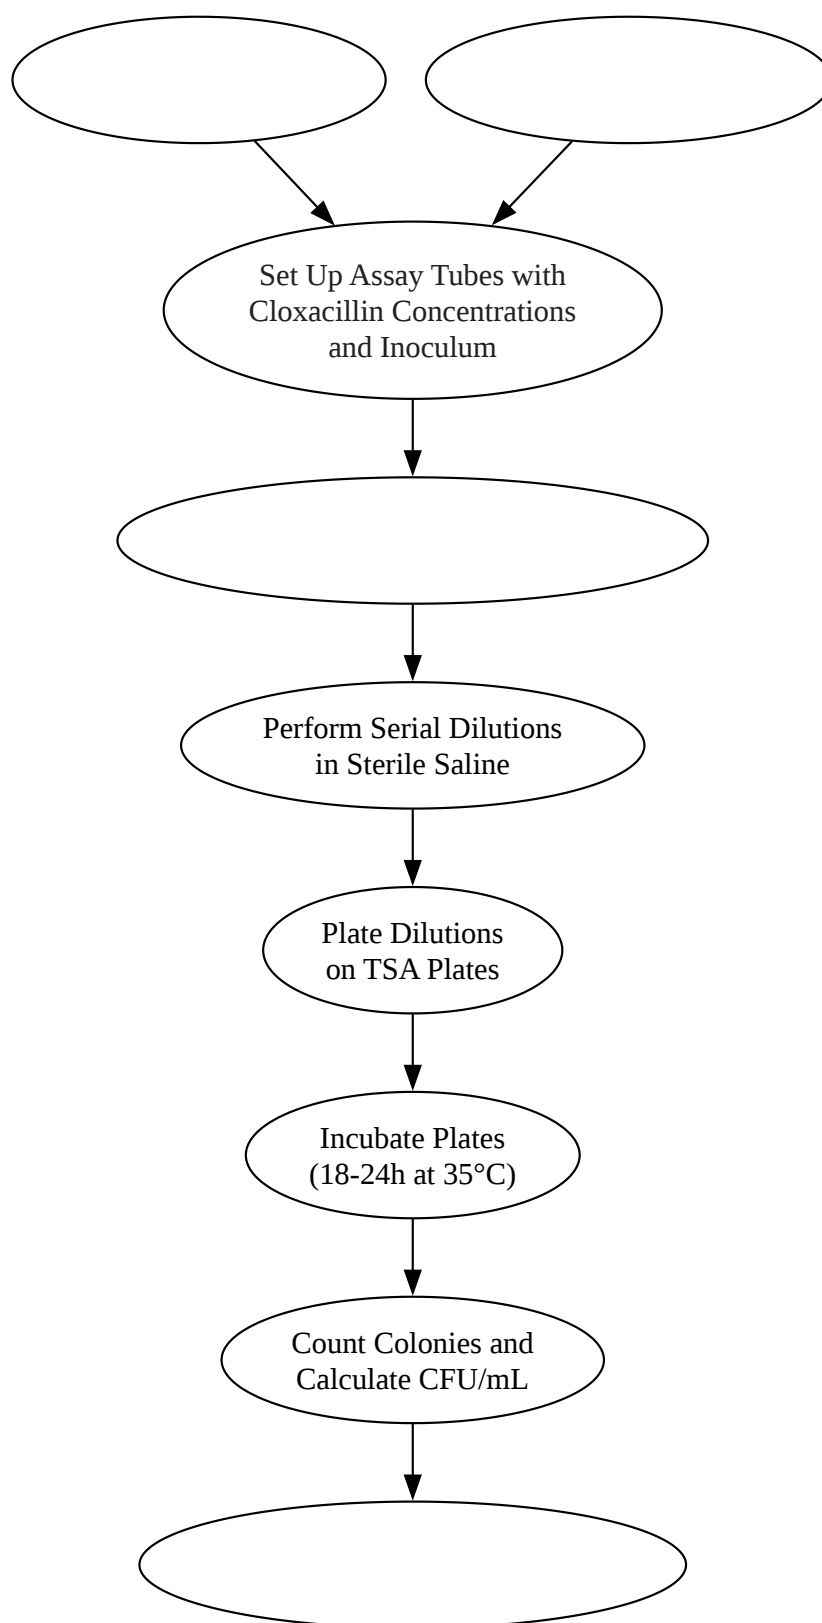 Set Up Assay Tubes with
Cloxacillin Concentrations
and Inoculum
Perform Serial Dilutions
in Sterile Saline
Plate Dilutions
on TSA Plates
Incubate Plates
(18-24h at 35°C)
Count Colonies and
Calculate CFU/mL